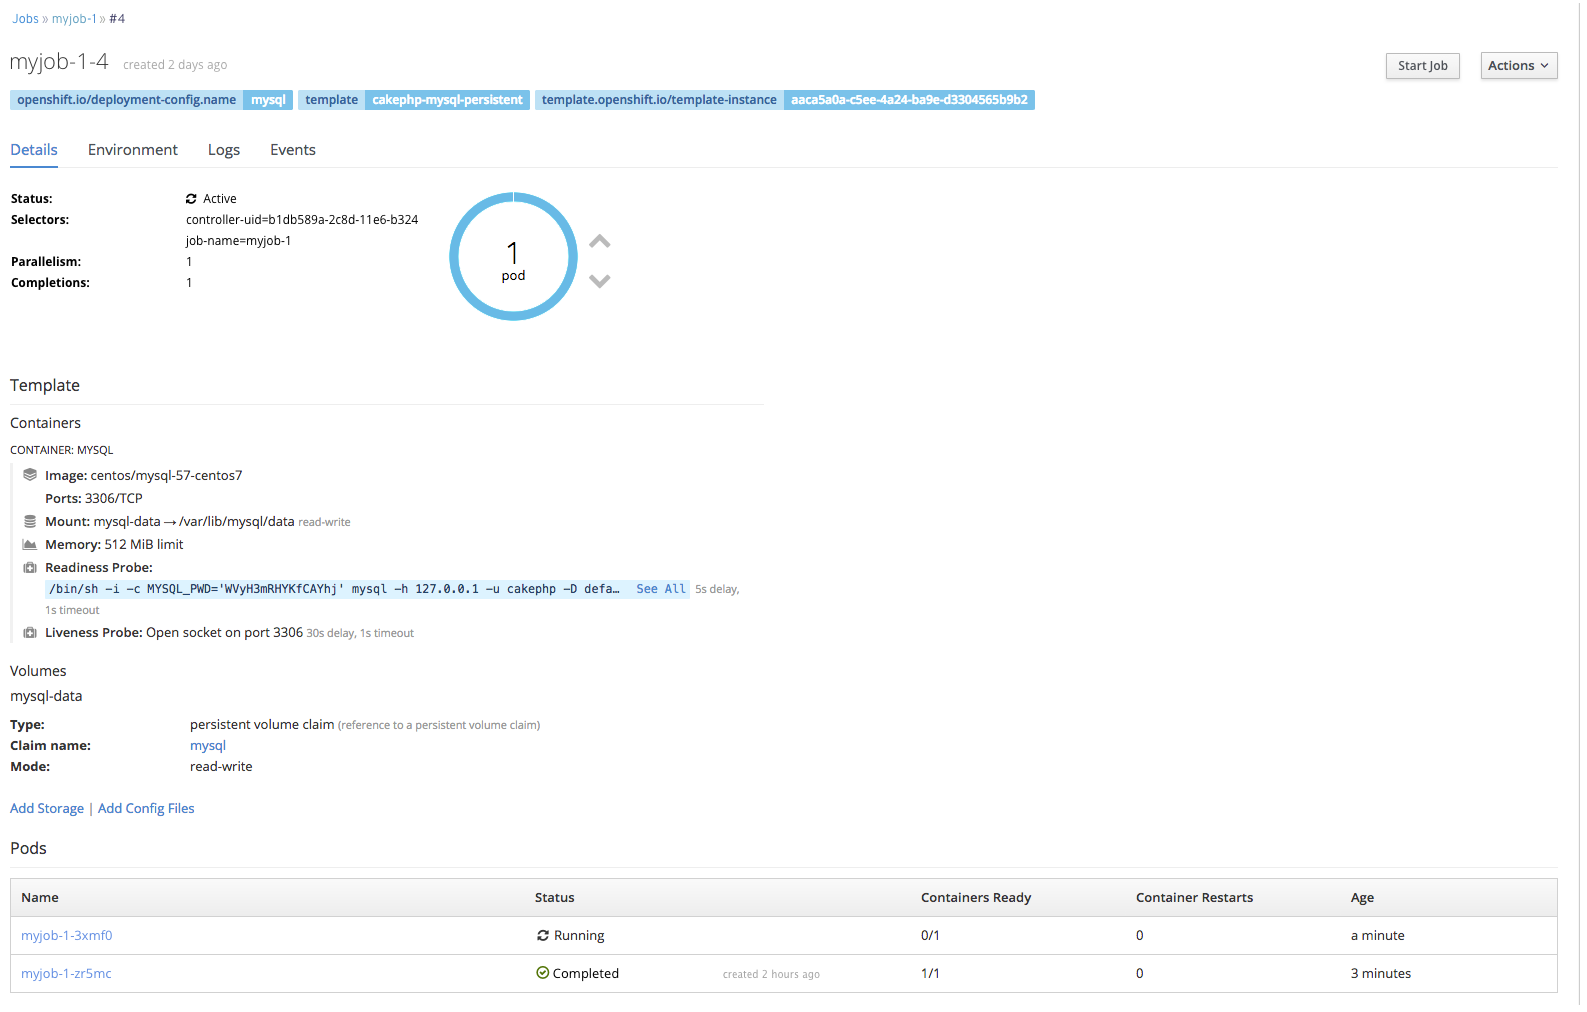 Jobs » myjob-1 » #4
myjob-1-4 created 2 days ago
Start Job Actions
openshift.io/deployment-config.name mysql template cakephp-mysql-persistent template.openshift.io/template-instance aaca5a0a-c5ee-4a24-ba9e-d3304565b9b2
Details Environment Logs Events
Status: Active
Selectors: controller-uid=b1db589a-2c8d-11e6-b324
job-name=myjob-1
Parallelism: 1
Completions: 1
1
pod
Template
Containers
CONTAINER: MYSQL
Image: centos/mysql-57-centos7
Ports: 3306/TCP
Mount: mysql-data → /var/lib/mysql/data read-write
Memory: 512 MiB limit
Readiness Probe:
/bin/sh -i -c MYSQL_PWD='WVyH3mRHYKfCAYhj' mysql -h 127.0.0.1 -u cakephp -D defa… See All 5s delay,
1s timeout
Liveness Probe: Open socket on port 3306 30s delay, 1s timeout
Volumes
mysql-data
Type: persistent volume claim (reference to a persistent volume claim)
Claim name: mysql
Mode: read-write
Add Storage | Add Config Files
Pods
Name Status Containers Ready Container Restarts Age
myjob-1-3xmf0 Running 0/1 0 a minute
myjob-1-zr5mc Completed created 2 hours ago 1/1 0 3 minutes